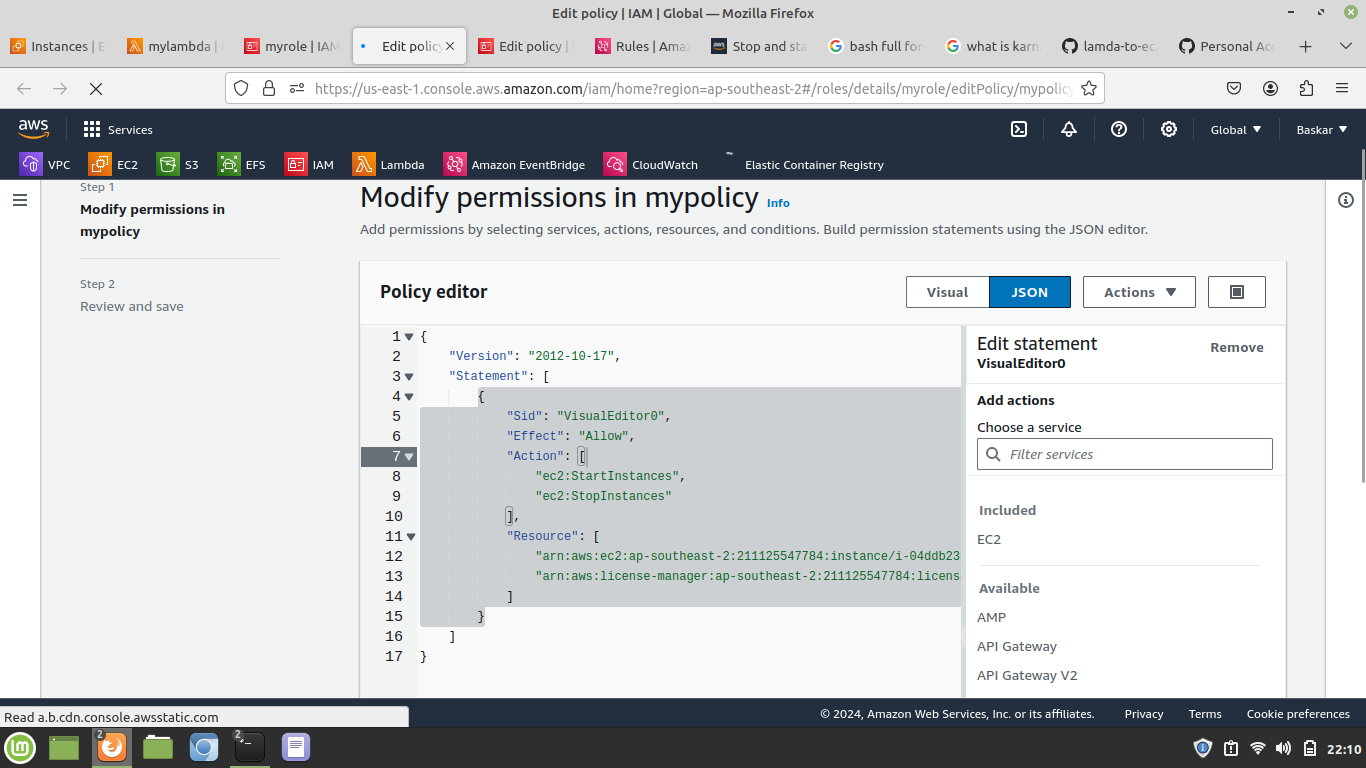 Edit policy | IAM | Global — Mozilla Firefox
Instances | E
mylambda |
myrole | IAM
Edit policy
Edit policy |
Rules | Amaz
Stop and sta
bash full for
what is karn
lamda-to-ec
Personal Acc
https://us-east-1.console.aws.amazon.com/iam/home?region=ap-southeast-2#/roles/details/myrole/editPolicy/mypolicy
aws
Services
Global
Baskar
VPC
EC2
S3
EFS
IAM
Lambda
Amazon EventBridge
CloudWatch
Elastic Container Registry
Step 1
Modify permissions in
mypolicy
Step 2
Review and save
Modify permissions in mypolicy Info
Add permissions by selecting services, actions, resources, and conditions. Build permission statements using the JSON editor.
Policy editor
Visual
JSON
Actions
1 {
2 "Version": "2012-10-17",
3 "Statement": [
4 {
5 "Sid": "VisualEditor0",
6 "Effect": "Allow",
7 "Action": [
8 "ec2:StartInstances",
9 "ec2:StopInstances"
10 ],
11 "Resource": [
12 "arn:aws:ec2:ap-southeast-2:211125547784:instance/i-04ddb23
13 "arn:aws:license-manager:ap-southeast-2:211125547784:licens
14 ]
15 }
16 ]
17 }
Edit statement
VisualEditor0
Remove
Add actions
Choose a service
Filter services
Included
EC2
Available
AMP
API Gateway
API Gateway V2
© 2024, Amazon Web Services, Inc. or its affiliates.
Privacy
Terms
Cookie preferences
Read a.b.cdn.console.awsstatic.com
2
2
22:10